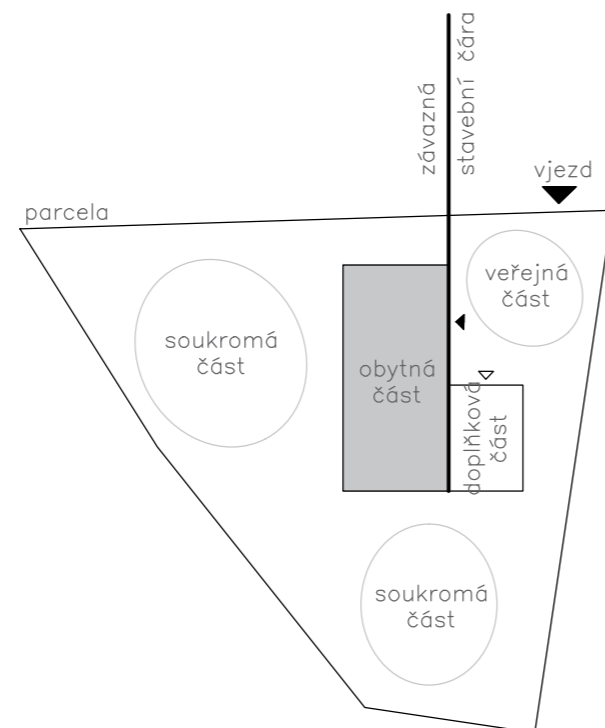 závazná
stavební čára
vjezd
parcela
veřejná
část
soukromá
část
obytná
část
doplňková
část
soukromá
část